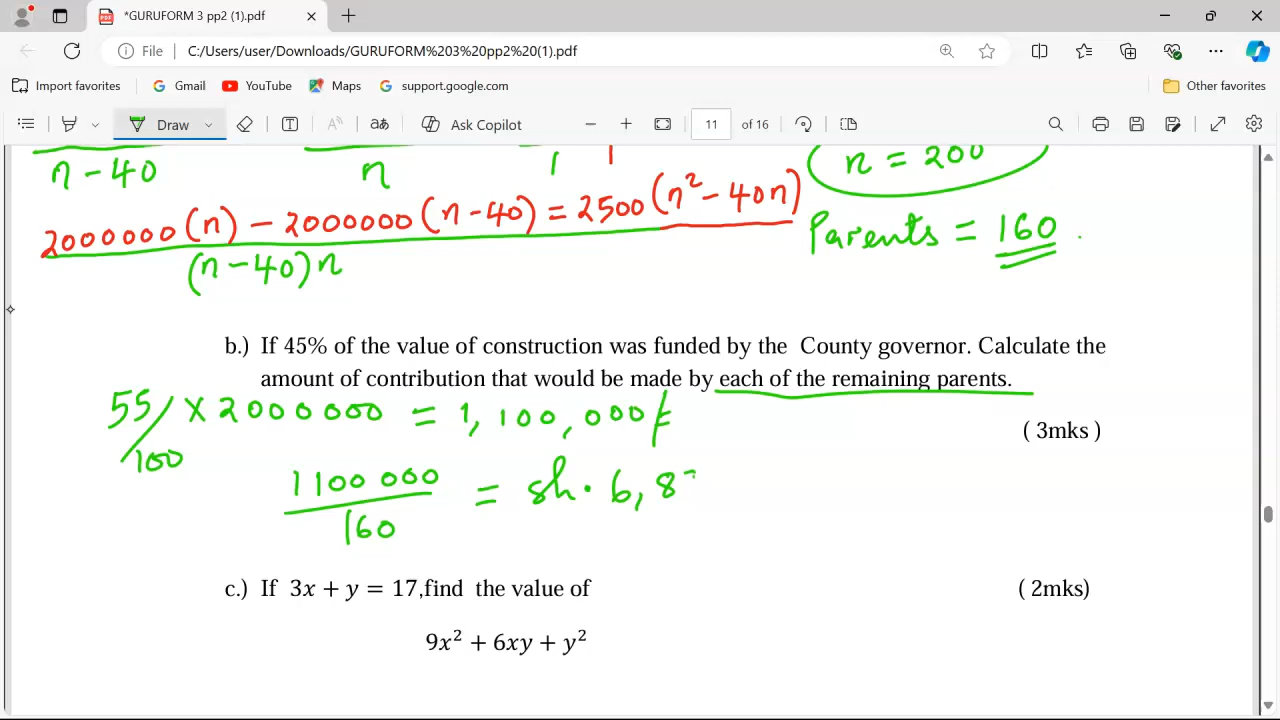 *GURUFORM 3 pp2 (1).pdf
File C:/Users/user/Downloads/GURUFORM%203%20pp2%20(1).pdf
Import favorites Gmail YouTube Maps support.google.com Other favorites
Draw aあ Ask Copilot 11 of 16
n - 40 n 1 1 n = 200
2000000 (n) - 2000000 (n - 40) = 2500 (n² - 40n)
(n - 40) n
Parents = 160 .
b.) If 45% of the value of construction was funded by the County governor. Calculate the
amount of contribution that would be made by each of the remaining parents.
( 3mks )
55/100 × 2000000 = 1,100,000/=
1100 000 / 160 = sh. 6,8
c.) If 3x + y = 17,find the value of ( 2mks)
9x² + 6xy + y²